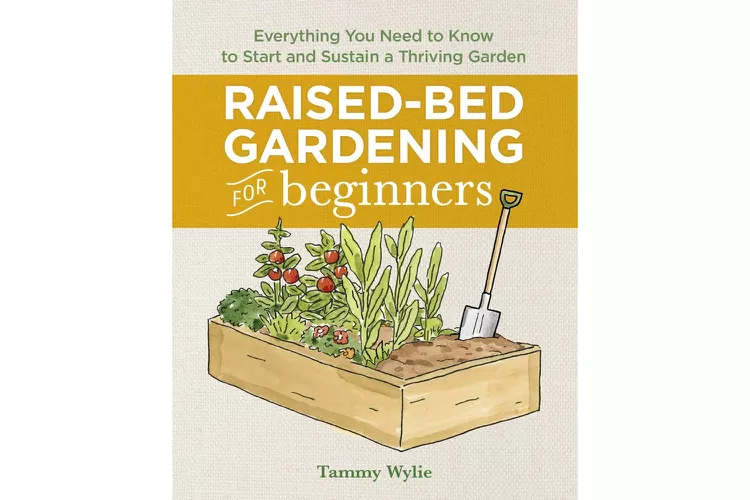 Everything You Need to Know
to Start and Sustain a Thriving Garden
RAISED-BED
GARDENING
FOR beginners
Tammy Wylie